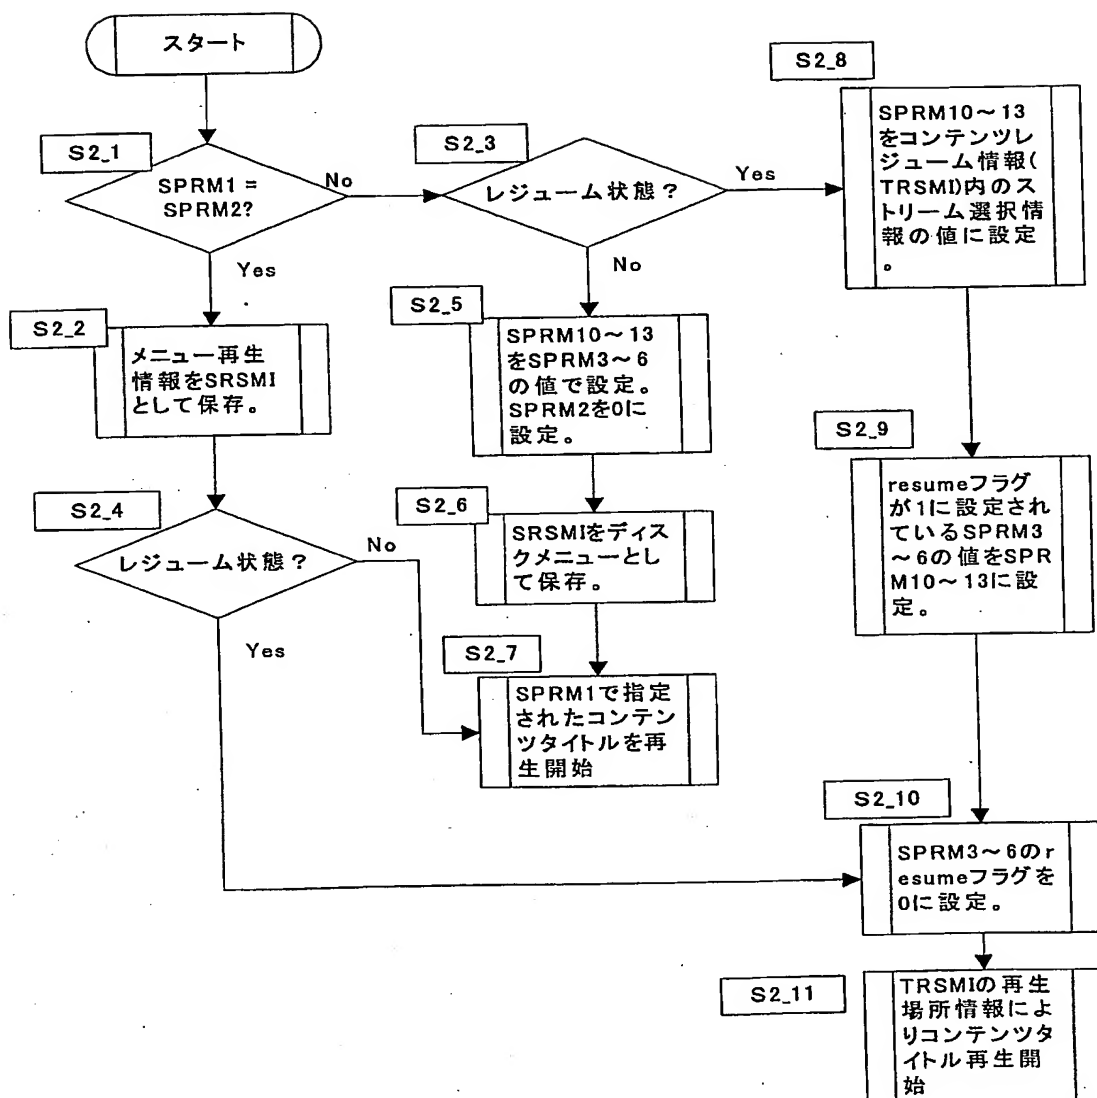 スタート
S2_1
SPRM1 =
SPRM2?
No
Yes
S2_3
レジューム状態？
Yes
No
S2_8
SPRM10～13
をコンテンツレ
ジューム情報(
TRSMI)内のス
トリーム選択情
報の値に設定
。
S2_2
メニュー再生
情報をSRSMI
として保存。
S2_5
SPRM10～13
をSPRM3～6
の値で設定。
SPRM2を0に
設定。
S2_9
resumeフラグ
が1に設定され
ているSPRM3
～6の値をSPR
M10～13に設
定。
S2_4
レジューム状態？
No
Yes
S2_6
SRSMIをディス
クメニューとし
て保存。
S2_7
SPRM1で指定
されたコンテン
ツタイトルを再
生開始
S2_10
SPRM3～6のr
esumeフラグを
0に設定。
S2_11
TRSMIの再生
場所情報によ
りコンテンツタ
イトル再生開
始